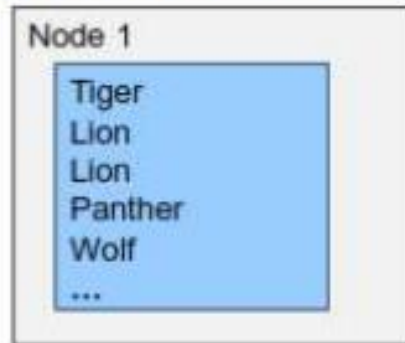 Node 1
Tiger
Lion
Lion
Panther
Wolf
...